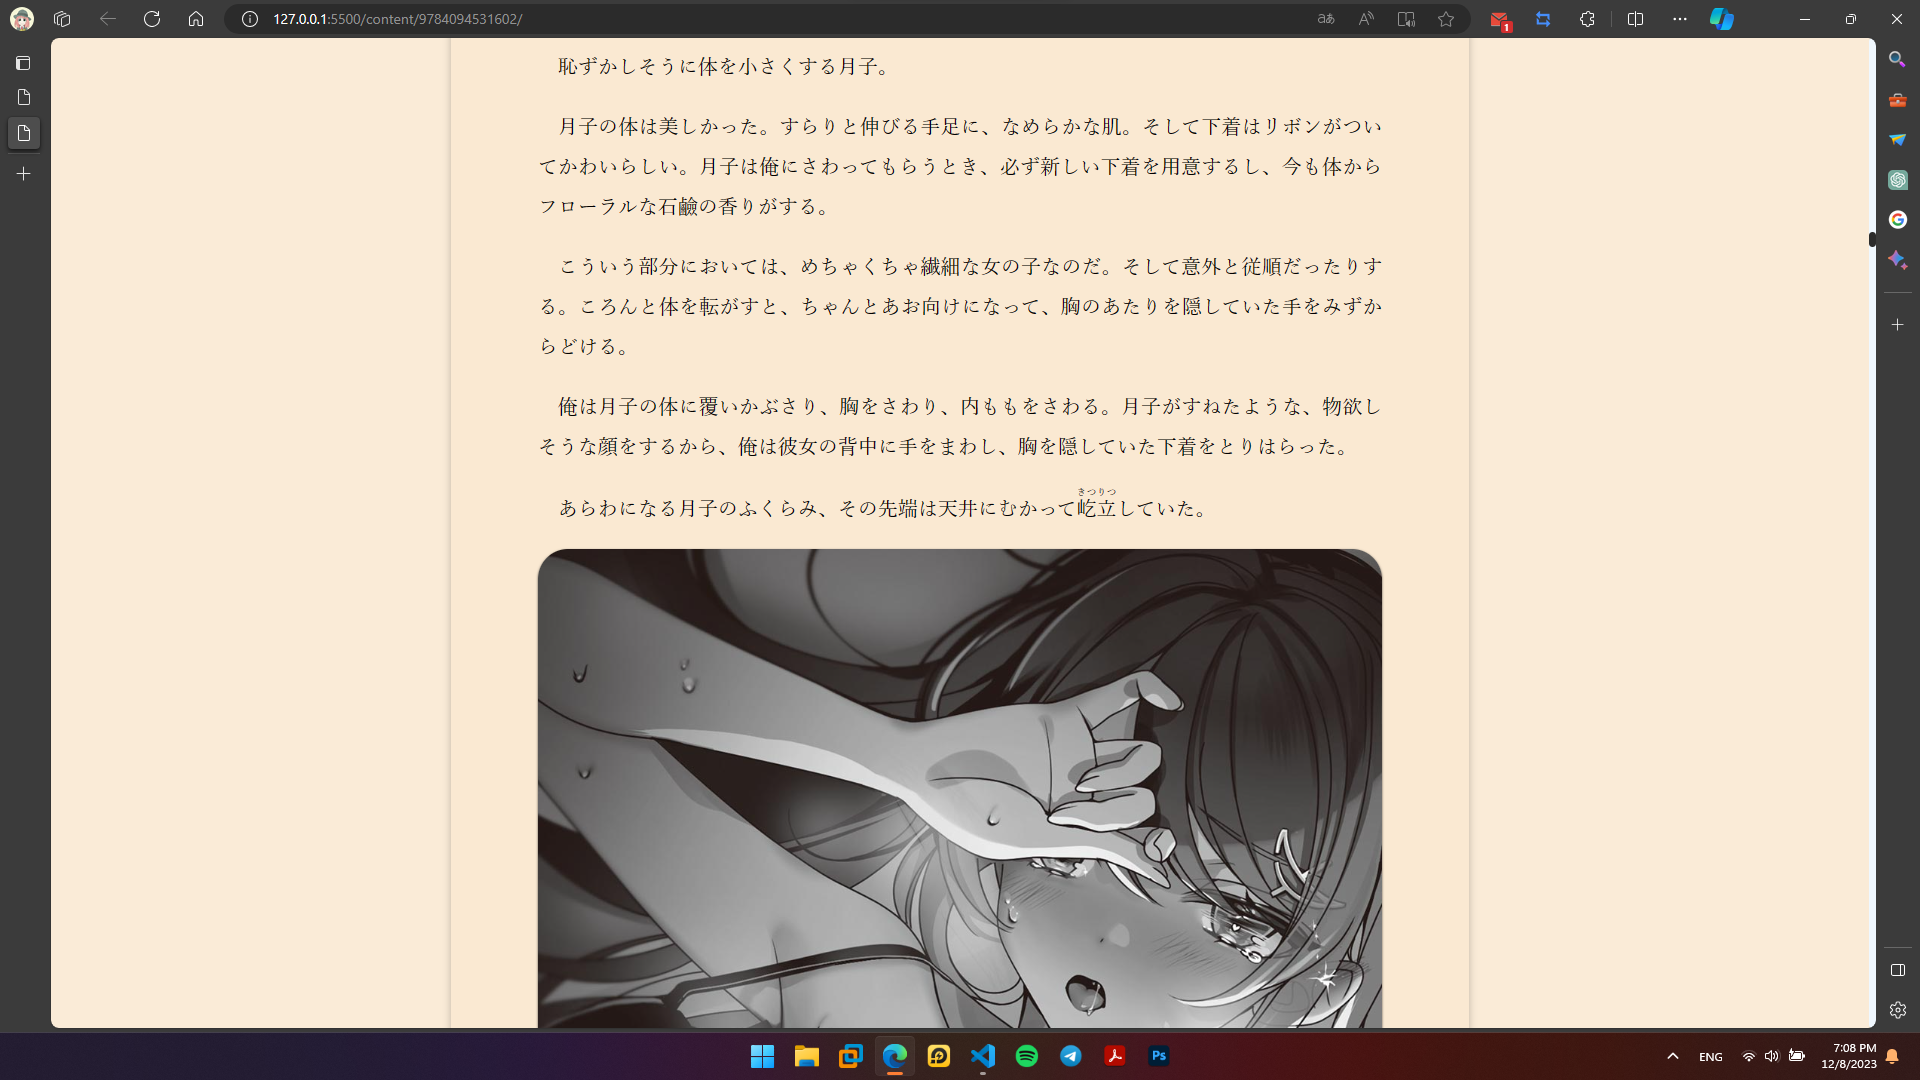 127.0.0.1:5500/content/9784094531602/
1
恥ずかしそうに体を小さくする月子。
月子の体は美しかった。すらりと伸びる手足に、なめらかな肌。そして下着はリボンがつい
てかわいらしい。月子は俺にさわってもらうとき、必ず新しい下着を用意するし、今も体から
フローラルな石鹼の香りがする。
こういう部分においては、めちゃくちゃ繊細な女の子なのだ。そして意外と従順だったりす
る。ころんと体を転がすと、ちゃんとあお向けになって、胸のあたりを隠していた手をみずか
らどける。
俺は月子の体に覆いかぶさり、胸をさわり、内ももをさわる。月子がすねたような、物欲し
そうな顔をするから、俺は彼女の背中に手をまわし、胸を隠していた下着をとりはらった。
きつりつ
あらわになる月子のふくらみ、その先端は天井にむかって屹立していた。
Ps
ENG
7:08 PM
12/8/2023